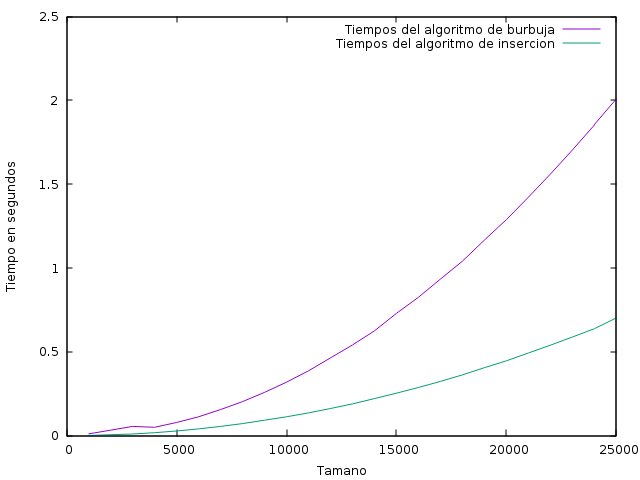 Tiempos del algoritmo de burbuja
Tiempos del algoritmo de insercion
2.5
2
1.5
1
0.5
0
Tiempo en segundos
0 5000 10000 15000 20000 25000
Tamano